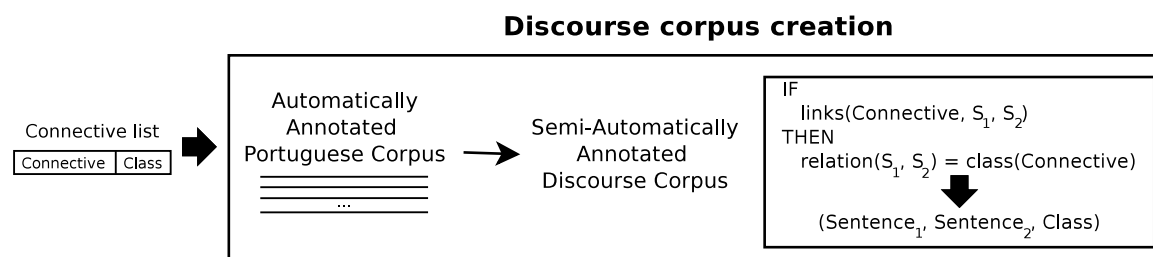 Discourse corpus creation
Connective list
Connective Class
Automatically
Annotated
Portuguese Corpus
...
Semi-Automatically
Annotated
Discourse Corpus
IF
links(Connective, S₁, S₂)
THEN
relation(S₁, S₂) = class(Connective)
(Sentence₁, Sentence₂, Class)